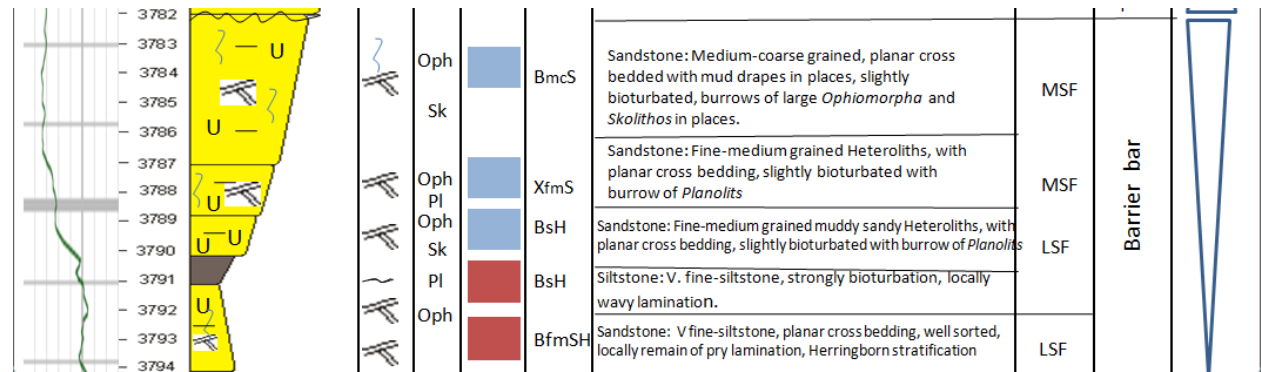 3782
3783
3784
3785
3786
3787
3788
3789
3790
3791
3792
3793
3794
U
U
U
U
U
U
Oph
Sk
Oph
Pl
Oph
Sk
Pl
Oph
BmcS
XfmS
BsH
BsH
BfmSH
Sandstone: Medium-coarse grained, planar cross
bedded with mud drapes in places, slightly
bioturbated, burrows of large Ophiomorpha and
Skolithos in places.
Sandstone: Fine-medium grained Heteroliths, with
planar cross bedding, slightly bioturbated with
burrow of Planolits
Sandstone: Fine-medium grained muddy sandy Heteroliths, with
planar cross bedding, slightly bioturbated with burrow of Planolits
Siltstone: V. fine-siltstone, strongly bioturbation, locally
wavy lamination.
Sandstone: V fine-siltstone, planar cross bedding, well sorted,
locally remain of pry lamination, Herringborn stratification
MSF
MSF
LSF
LSF
Barrier bar